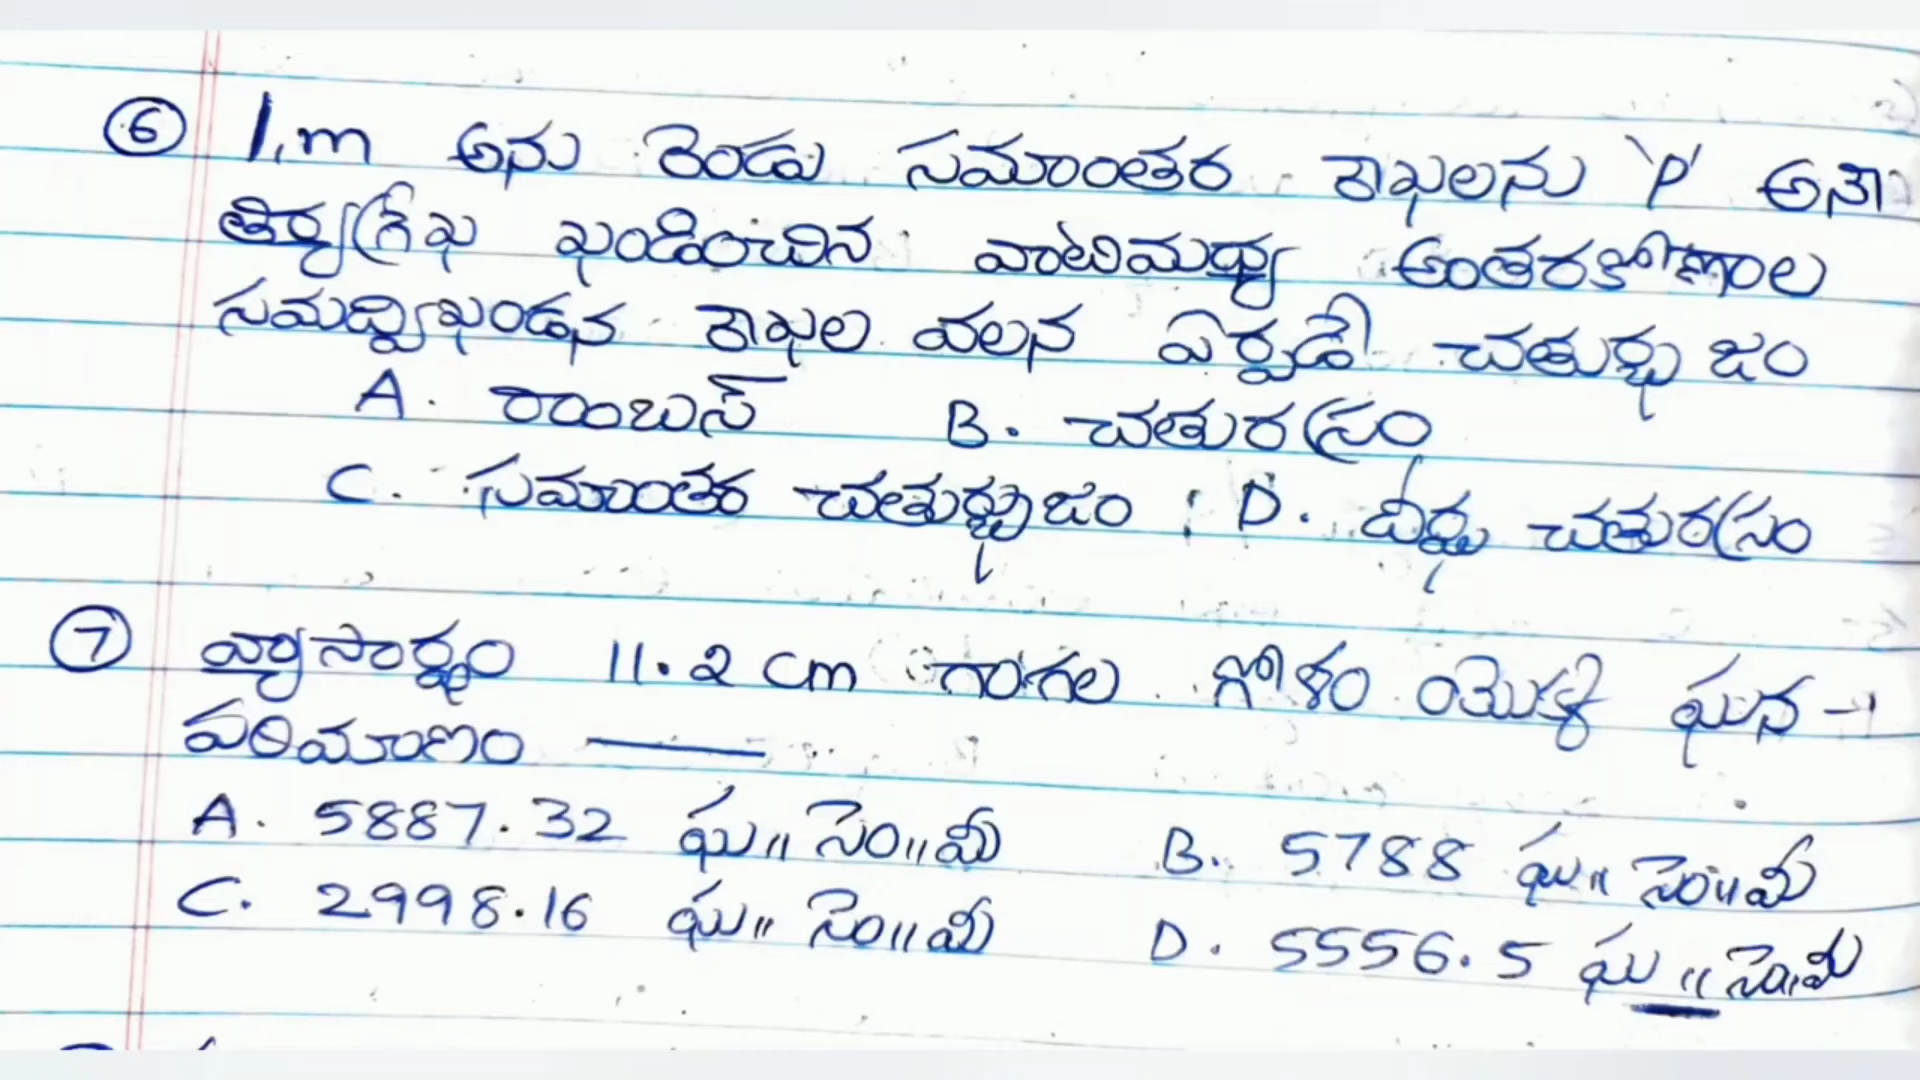 ⑥ l, m అను రెండు సమాంతర రేఖలను 'p' అనే
తిర్యగ్రేఖ ఖండించిన వాటిమధ్య అంతరకోణాల
సమద్విఖండన రేఖల వలన ఏర్పడే చతుర్భుజం
A. రాంబస్ B. చతురస్రం
C. సమాంతర చతుర్భుజం D. దీర్ఘ చతురస్రం
⑦ వ్యాసార్ధం 11.2 cm గాగల గోళం యొక్క ఘన-
పరిమాణం ——
A. 5887.32 ఘ॥ సెం॥మీ B. 5788 ఘ॥ సెం॥మీ
C. 2998.16 ఘ॥ సెం॥మీ D. 5556.5 ఘ॥ సెం॥మీ